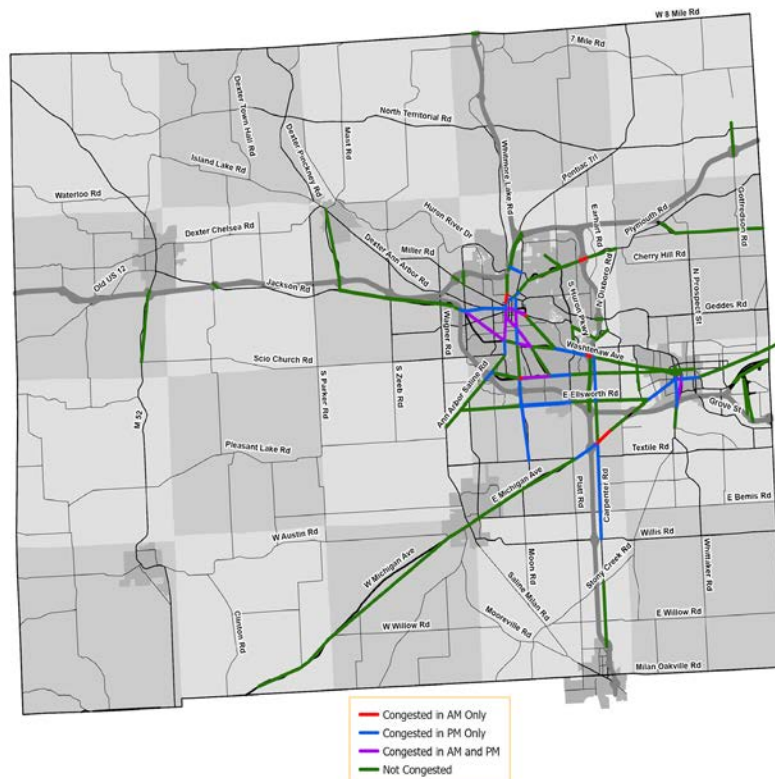 W 8 Mile Rd
7 Mile Rd
Dexter Town Hall Rd
Dexter Pinckney Rd
Mast Rd
North Territorial Rd
Whitmore Lake Rd
Pontiac Trl
Island Lake Rd
Waterloo Rd
Huron River Dr
Earhart Rd
Plymouth Rd
Gotfredson Rd
Dexter Chelsea Rd
Miller Rd
Dexter Ann Arbor Rd
Cherry Hill Rd
Old US 12
Jackson Rd
S Huron Pkwy
N Dixboro Rd
N Prospect St
Geddes Rd
Wagner Rd
Washtenaw Ave
Scio Church Rd
S Parker Rd
S Zeeb Rd
Ann Arbor Saline Rd
E Ellsworth Rd
Grove St
M 52
Pleasant Lake Rd
Textile Rd
E Michigan Ave
Platt Rd
Carpenter Rd
E Bemis Rd
W Austin Rd
Willis Rd
W Michigan Ave
Moon Rd
Stony Creek Rd
Whittaker Rd
Saline Milan Rd
Clinton Rd
W Willow Rd
Mooreville Rd
E Willow Rd
Milan Oakville Rd
Congested in AM Only
Congested in PM Only
Congested in AM and PM
Not Congested